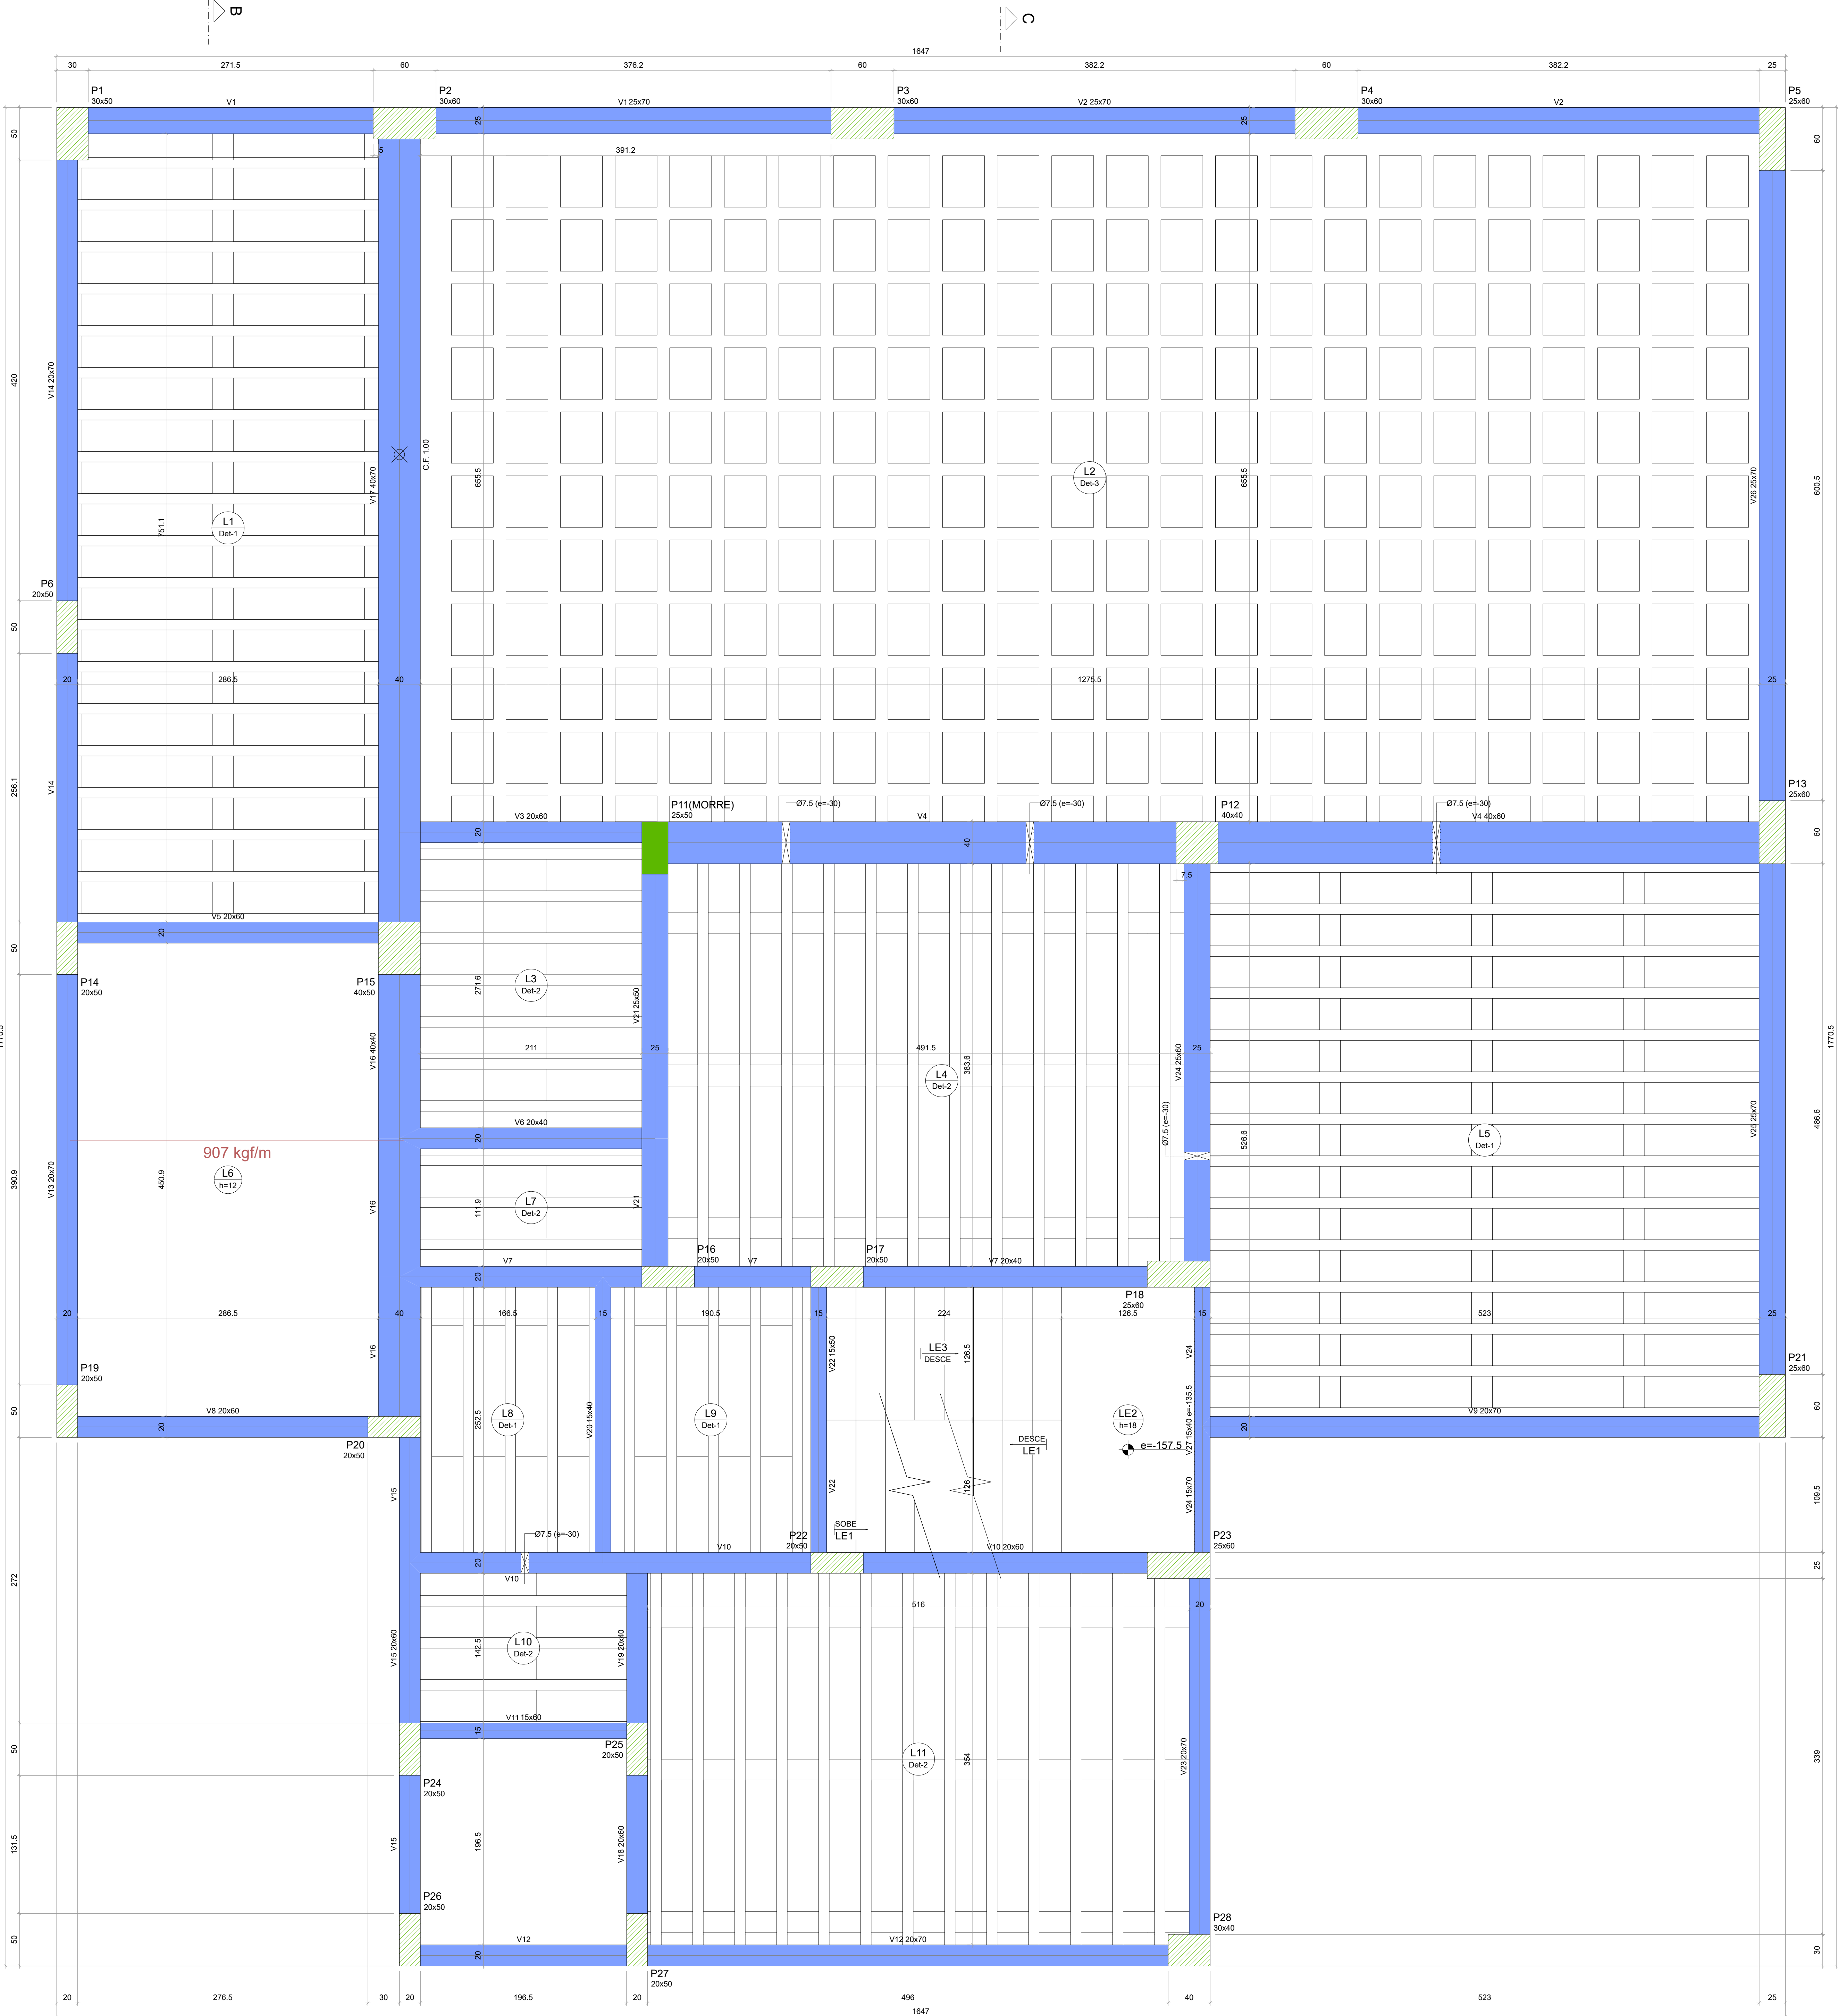 B
C
1647
30
271.5
60
376.2
60
382.2
60
382.2
25
P1
30x50
V1
P2
30x60
V1 25x70
P3
30x60
V2 25x70
P4
30x60
V2
P5
25x60
50
25
25
60
5
391.2
420
V14 20x70
C.F. 1.00
V17 40x70
655.5
L2
Det-3
655.5
V26 25x70
600.5
751.1
L1
Det-1
P6
20x50
50
20
286.5
40
1275.5
25
256.1
V14
P11(MORRE)
25x50
Ø7.5 (e=-30)
Ø7.5 (e=-30)
P12
40x40
Ø7.5 (e=-30)
P13
25x60
V3 20x60
V4
V4 40x60
20
40
60
7.5
V5 20x60
20
50
P14
20x50
P15
40x50
L3
Det-2
271.6
V21 25x50
1770.5
1770.5
V16 40x40
211
25
491.5
383.6
V24 25x60
25
L4
Det-2
V6 20x40
20
Ø7.5 (e=-30)
526.6
L5
Det-1
V25 25x70
486.6
907 kgf/m
L6
h=12
V13 20x70
450.9
390.9
V16
L7
Det-2
111.9
V21
V7
20
P16
20x50
V7
P17
20x50
V7 20x40
P18
25x60
20
286.5
40
166.5
15
190.5
15
224
126.5
15
523
25
V16
V22 15x50
LE3
DESCE
126.5
V24
P19
20x50
P21
25x60
50
V8 20x60
20
L8
Det-1
252.5
V20 15x40
L9
Det-1
LE2
h=18
V27 15x40 e=-135.5
V9 20x70
20
60
P20
20x50
DESCE
LE1
e=-157.5
V15
V22
126
V24 15x70
109.5
SOBE
LE1
Ø7.5 (e=-30)
P22
20x50
P23
25x60
V10
V10 20x60
20
25
V10
272
516
20
V15 20x60
142.5
L10
Det-2
V19 20x40
V11 15x60
15
P25
20x50
50
P24
20x50
L11
Det-2
354
V23 20x70
339
131.5
V15
196.5
V18 20x60
P26
20x50
P28
30x40
50
V12
20
V12 20x70
30
P27
20x50
20
276.5
30
20
196.5
20
496
40
523
25
1647